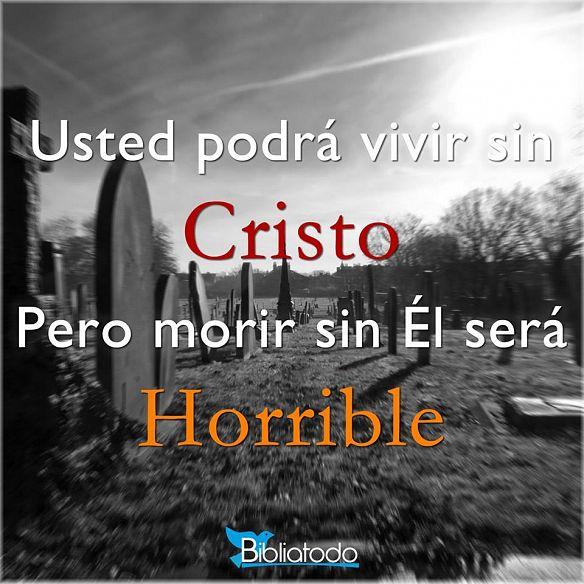 Usted podrá vivir sin
Cristo
Pero morir sin Él será
Horrible
Bibliatodo